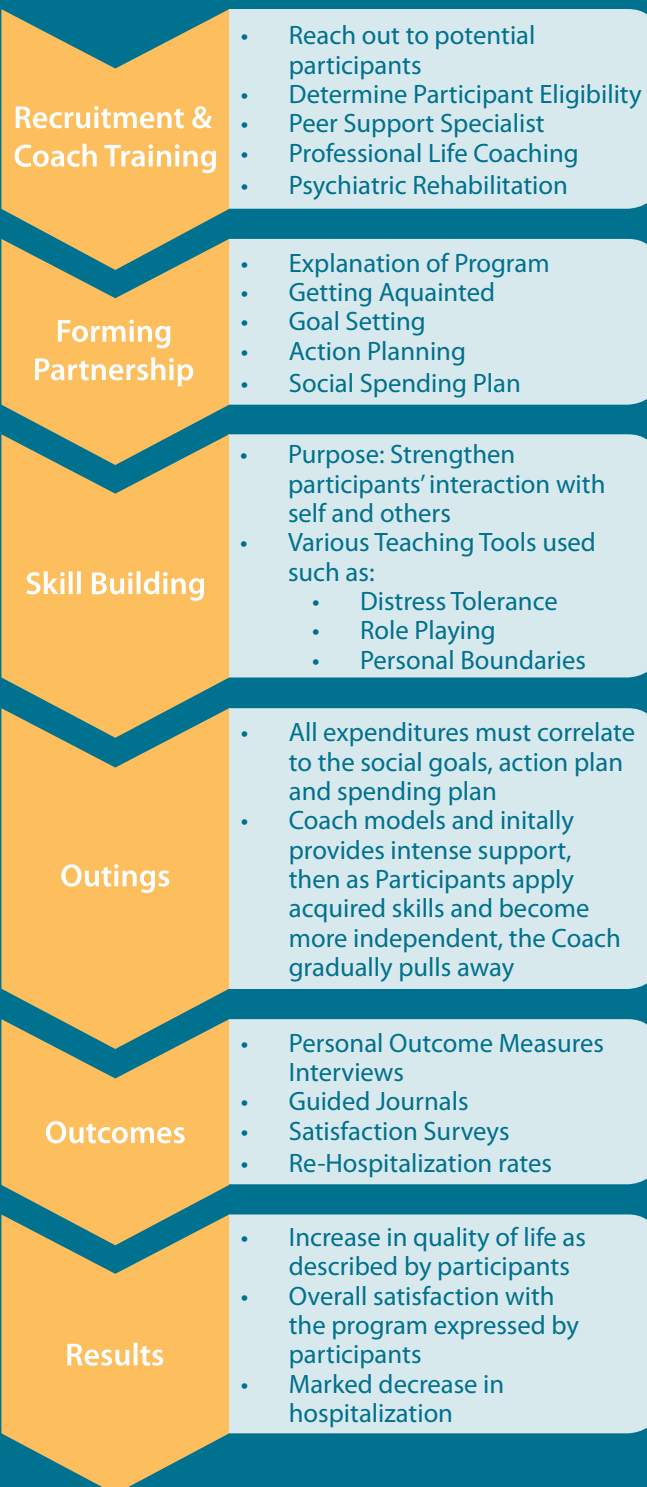 Recruitment &
Coach Training
• Reach out to potential
participants
• Determine Participant Eligibility
• Peer Support Specialist
• Professional Life Coaching
• Psychiatric Rehabilitation
Forming
Partnership
• Explanation of Program
• Getting Aquainted
• Goal Setting
• Action Planning
• Social Spending Plan
Skill Building
• Purpose: Strengthen
participants' interaction with
self and others
• Various Teaching Tools used
such as:
• Distress Tolerance
• Role Playing
• Personal Boundaries
Outings
• All expenditures must correlate
to the social goals, action plan
and spending plan
• Coach models and initally
provides intense support,
then as Participants apply
acquired skills and become
more independent, the Coach
gradually pulls away
Outcomes
• Personal Outcome Measures
Interviews
• Guided Journals
• Satisfaction Surveys
• Re-Hospitalization rates
Results
• Increase in quality of life as
described by participants
• Overall satisfaction with
the program expressed by
participants
• Marked decrease in
hospitalization